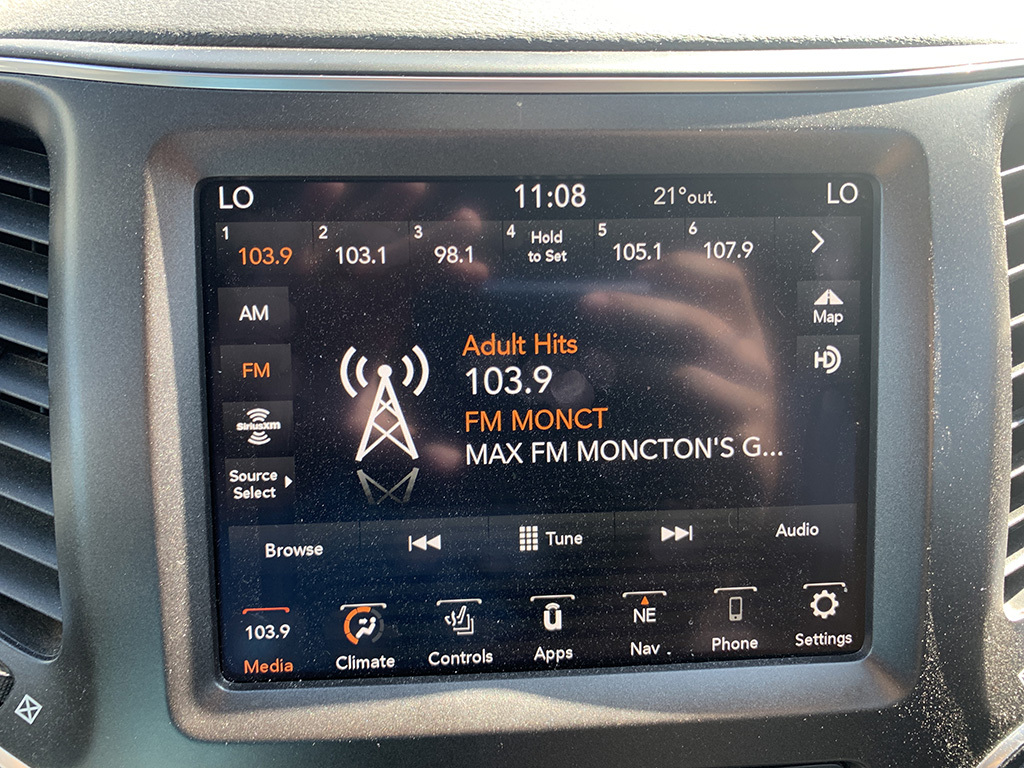 LO 11:08 21°out. LO
1 103.9
2 103.1
3 98.1
4 Hold
to Set
5 105.1
6 107.9
AM
FM
SiriusXM
Source
Select
Adult Hits
103.9
FM MONCT
MAX FM MONCTON'S G...
Map
HD
Browse Tune Audio
103.9 NE
Media Climate Controls Apps Nav Phone Settings